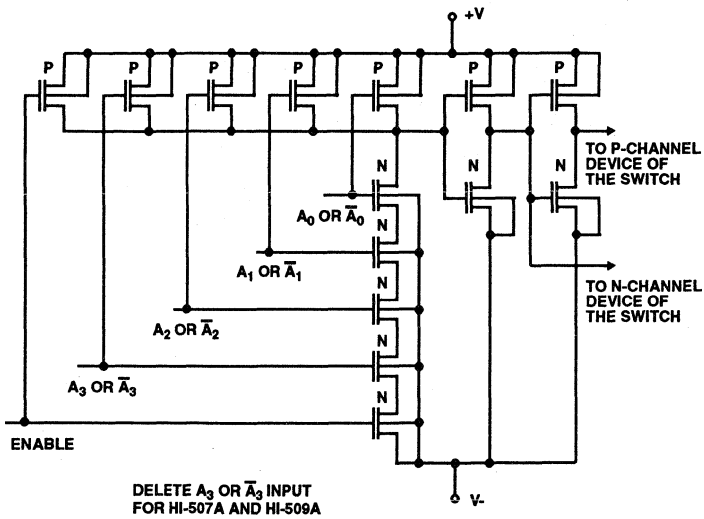 +V
P P P P P P P
TO P-CHANNEL
DEVICE OF
THE SWITCH
N N N
A0 OR A̅0
N
A1 OR A̅1
TO N-CHANNEL
DEVICE OF
THE SWITCH
N
A2 OR A̅2
N
A3 OR A̅3
N
ENABLE
DELETE A3 OR A̅3 INPUT
FOR HI-507A AND HI-509A
V-